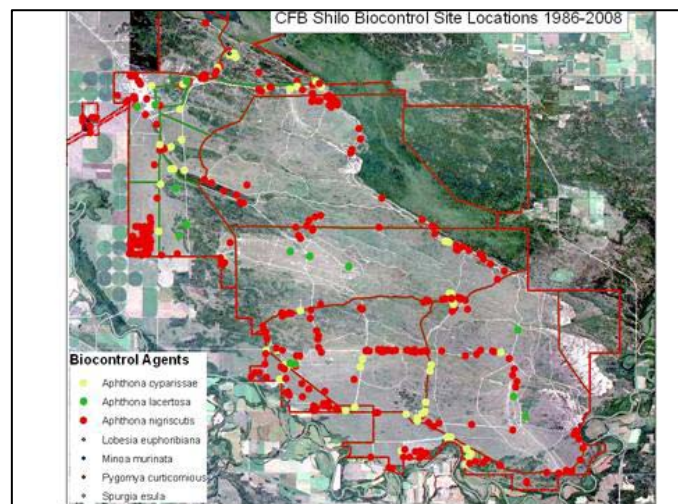 CFB Shilo Biocontrol Site Locations 1986-2008
Biocontrol Agents
Aphthona cyparissae
Aphthona lacertosa
Aphthona nigriscutis
Lobesia euphorbiana
Minoa murinata
Pygomya curticornious
Spurgia esula